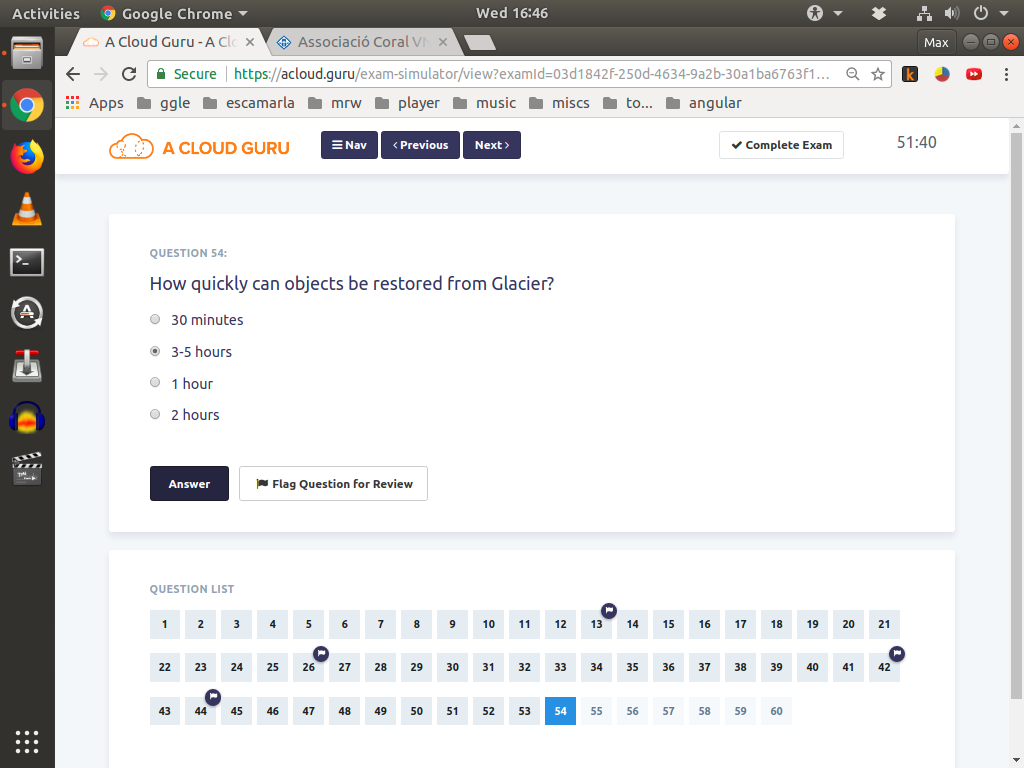 Activities Google Chrome Wed 16:46
A Cloud Guru - A Clo Associació Coral VN Max
Secure https://acloud.guru/exam-simulator/view?examId=03d1842f-250d-4634-9a2b-30a1ba6763f1...
Apps ggle escamarla mrw player music miscs to... angular
A CLOUD GURU Nav Previous Next Complete Exam 51:40
QUESTION 54:
How quickly can objects be restored from Glacier?
30 minutes
3-5 hours
1 hour
2 hours
Answer Flag Question for Review
QUESTION LIST
1 2 3 4 5 6 7 8 9 10 11 12 13 14 15 16 17 18 19 20 21
22 23 24 25 26 27 28 29 30 31 32 33 34 35 36 37 38 39 40 41 42
43 44 45 46 47 48 49 50 51 52 53 54 55 56 57 58 59 60